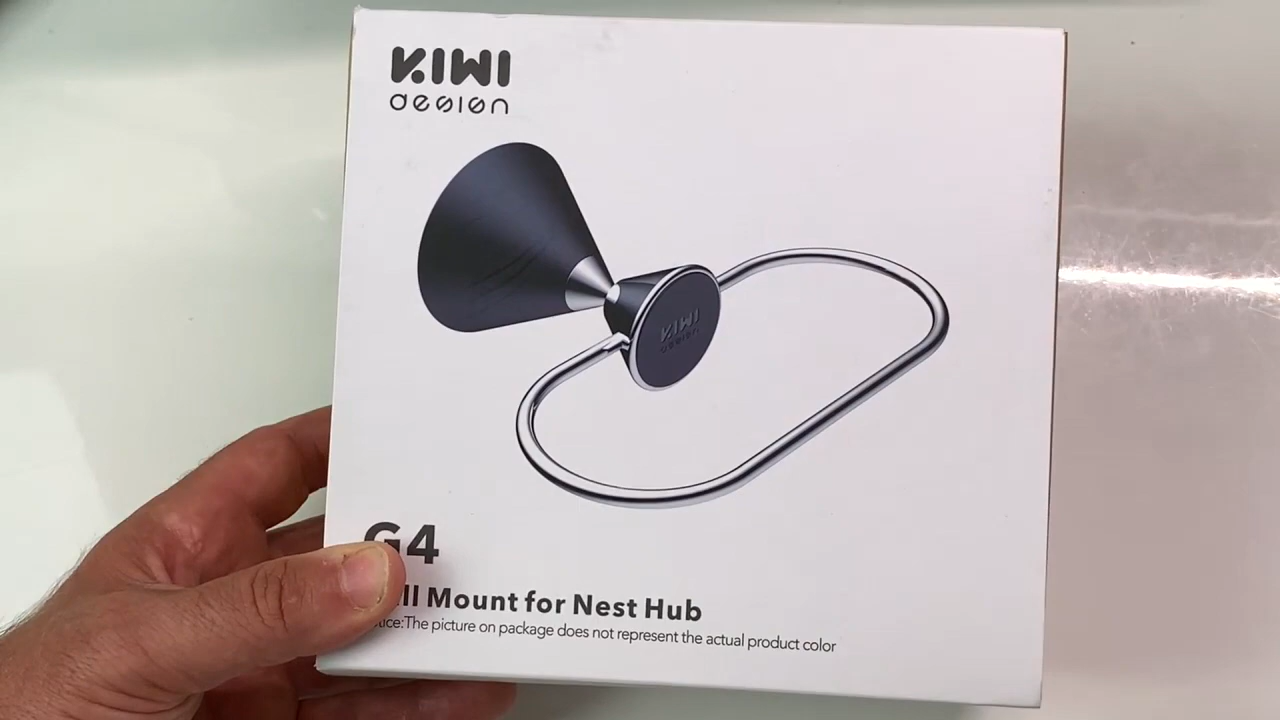 KIWI
design
KIWI
design
G4
ll Mount for Nest Hub
tice:The picture on package does not represent the actual product color